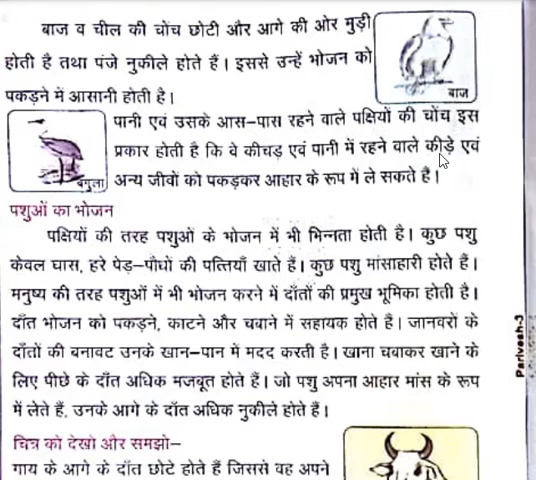 बाज व चील की चोंच छोटी और आगे की ओर मुड़ी
होती है तथा पंजे नुकीले होते हैं। इससे उन्हें भोजन को
पकड़ने में आसानी होती है।
बाज
पानी एवं उसके आस-पास रहने वाले पक्षियों की चोंच इस
प्रकार होती है कि वे कीचड़ एवं पानी में रहने वाले कीड़े एवं
अन्य जीवों को पकड़कर आहार के रूप में ले सकते हैं।
बगुला
पशुओं का भोजन
पक्षियों की तरह पशुओं के भोजन में भी भिन्नता होती है। कुछ पशु
केवल घास, हरे पेड़-पौधों की पत्तियाँ खाते हैं। कुछ पशु मांसाहारी होते हैं।
मनुष्य की तरह पशुओं में भी भोजन करने में दाँतों की प्रमुख भूमिका होती है।
दाँत भोजन को पकड़ने, काटने और चबाने में सहायक होते हैं। जानवरों के
दाँतों की बनावट उनके खान-पान में मदद करती है। खाना चबाकर खाने के
लिए पीछे के दाँत अधिक मजबूत होते हैं। जो पशु अपना आहार मांस के रूप
में लेते हैं, उनके आगे के दाँत अधिक नुकीले होते हैं।
चित्र को देखो और समझो-
गाय के आगे के दाँत छोटे होते हैं जिससे वह अपने
Parivesh-3